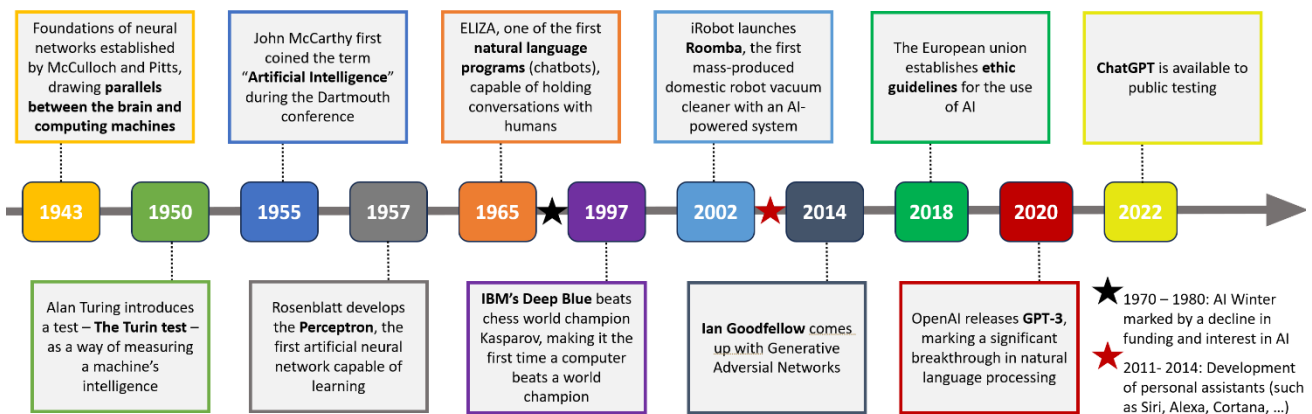 Foundations of neural
networks established
by McCulloch and Pitts,
drawing parallels
between the brain and
computing machines
John McCarthy first
coined the term
“Artificial Intelligence”
during the Dartmouth
conference
ELIZA, one of the first
natural language
programs (chatbots),
capable of holding
conversations with
humans
iRobot launches
Roomba, the first
mass-produced
domestic robot vacuum
cleaner with an AI-
powered system
The European union
establishes ethic
guidelines for the use
of AI
ChatGPT is available to
public testing
1943
1950
1955
1957
1965
1997
2002
2014
2018
2020
2022
Alan Turing introduces
a test – The Turin test –
as a way of measuring
a machine’s
intelligence
Rosenblatt develops
the Perceptron, the
first artificial neural
network capable of
learning
IBM’s Deep Blue beats
chess world champion
Kasparov, making it the
first time a computer
beats a world
champion
Ian Goodfellow comes
up with Generative
Adversial Networks
OpenAI releases GPT-3,
marking a significant
breakthrough in natural
language processing
1970 – 1980: AI Winter
marked by a decline in
funding and interest in AI
2011- 2014: Development
of personal assistants (such
as Siri, Alexa, Cortana, …)